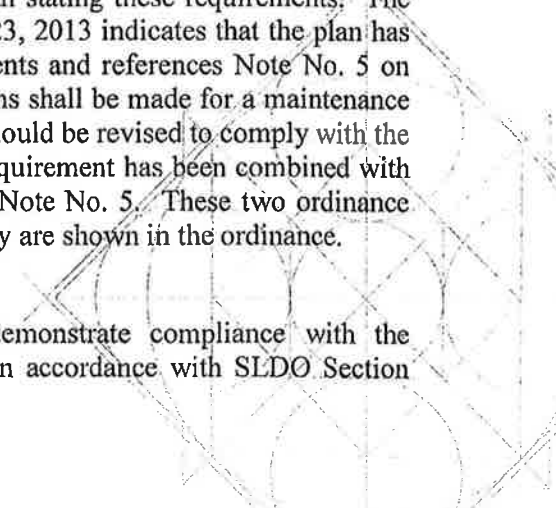 stating these requirements. The
23, 2013 indicates that the plan has
ents and references Note No. 5 on
ns shall be made for a maintenance
ould be revised to comply with the
quirement has been combined with
Note No. 5. These two ordinance
y are shown in the ordinance.
emonstrate compliance with the
n accordance with SLDO Section